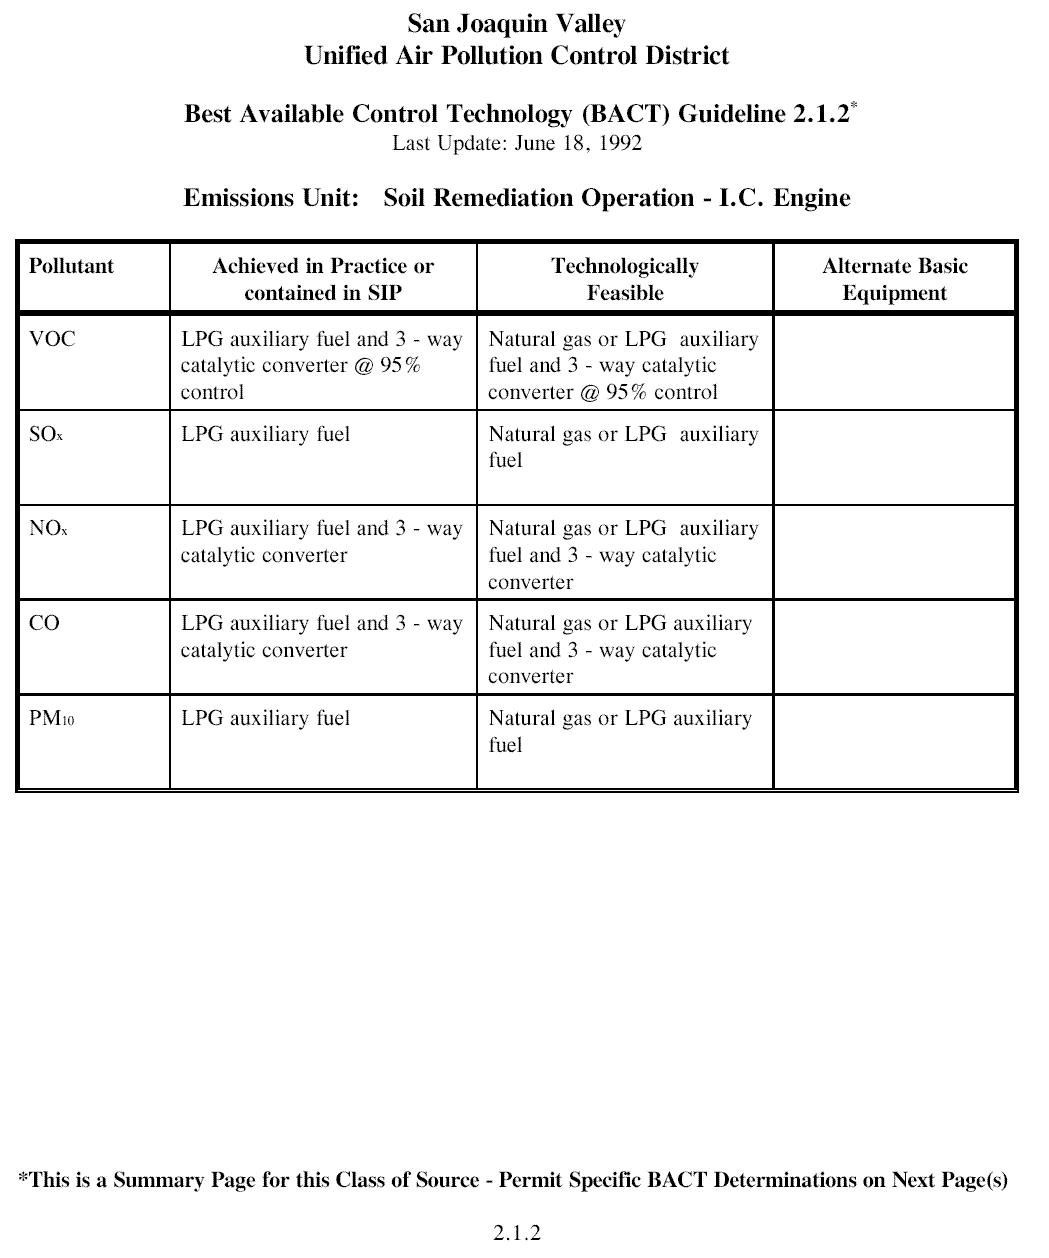 San Joaquin Valley
Unified Air Pollution Control District
Best Available Control Technology (BACT) Guideline 2.1.2*
Last Update: June 18, 1992
Emissions Unit: Soil Remediation Operation - I.C. Engine
Pollutant
Achieved in Practice or
contained in SIP
Technologically
Feasible
Alternate Basic
Equipment
VOC
LPG auxiliary fuel and 3 - way
catalytic converter @ 95%
control
Natural gas or LPG auxiliary
fuel and 3 - way catalytic
converter @ 95% control
SOx
LPG auxiliary fuel
Natural gas or LPG auxiliary
fuel
NOx
LPG auxiliary fuel and 3 - way
catalytic converter
Natural gas or LPG auxiliary
fuel and 3 - way catalytic
converter
CO
LPG auxiliary fuel and 3 - way
catalytic converter
Natural gas or LPG auxiliary
fuel and 3 - way catalytic
converter
PM10
LPG auxiliary fuel
Natural gas or LPG auxiliary
fuel
*This is a Summary Page for this Class of Source - Permit Specific BACT Determinations on Next Page(s)
2.1.2